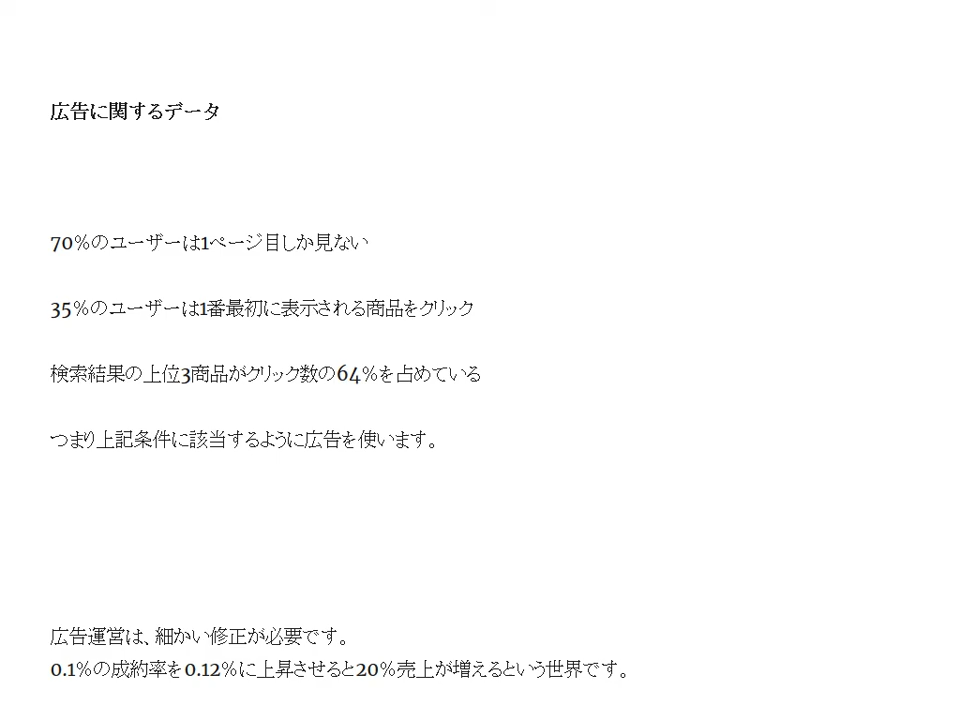 広告に関するデータ
70%のユーザーは1ページ目しか見ない
35%のユーザーは1番最初に表示される商品をクリック
検索結果の上位3商品がクリック数の64%を占めている
つまり上記条件に該当するように広告を使います。
広告運営は、細かい修正が必要です。
0.1%の成約率を0.12%に上昇させると20%売上が増えるという世界です。